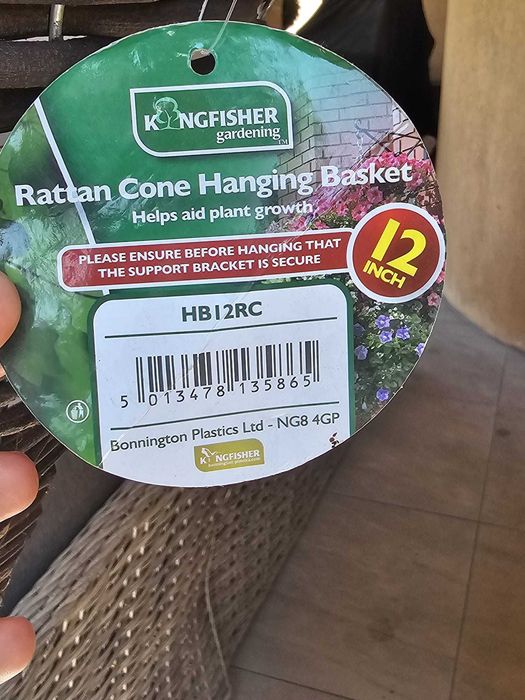 KINGFISHER
gardening™
Rattan Cone Hanging Basket
Helps aid plant growth
PLEASE ENSURE BEFORE HANGING THAT
THE SUPPORT BRACKET IS SECURE
12
INCH
HB12RC
5 013478 135865
Bonnington Plastics Ltd - NG8 4GP
KINGFISHER